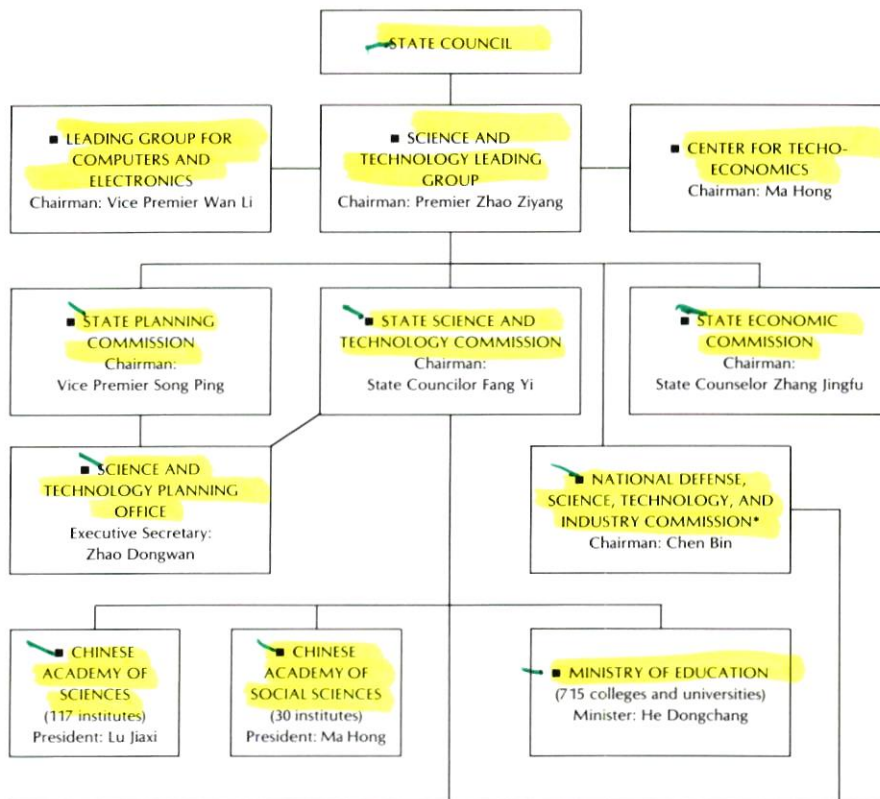 ■ STATE COUNCIL
■ LEADING GROUP FOR
COMPUTERS AND
ELECTRONICS
Chairman: Vice Premier Wan Li
■ SCIENCE AND
TECHNOLOGY LEADING
GROUP
Chairman: Premier Zhao Ziyang
■ CENTER FOR TECHO-
ECONOMICS
Chairman: Ma Hong
■ STATE PLANNING
COMMISSION
Chairman:
Vice Premier Song Ping
■ STATE SCIENCE AND
TECHNOLOGY COMMISSION
Chairman:
State Councilor Fang Yi
■ STATE ECONOMIC
COMMISSION
Chairman:
State Counselor Zhang Jingfu
■ SCIENCE AND
TECHNOLOGY PLANNING
OFFICE
Executive Secretary:
Zhao Dongwan
■ NATIONAL DEFENSE,
SCIENCE, TECHNOLOGY, AND
INDUSTRY COMMISSION*
Chairman: Chen Bin
■ CHINESE
ACADEMY OF
SCIENCES
(117 institutes)
President: Lu Jiaxi
■ CHINESE
ACADEMY OF
SOCIAL SCIENCES
(30 institutes)
President: Ma Hong
■ MINISTRY OF EDUCATION
(715 colleges and universities)
Minister: He Dongchang